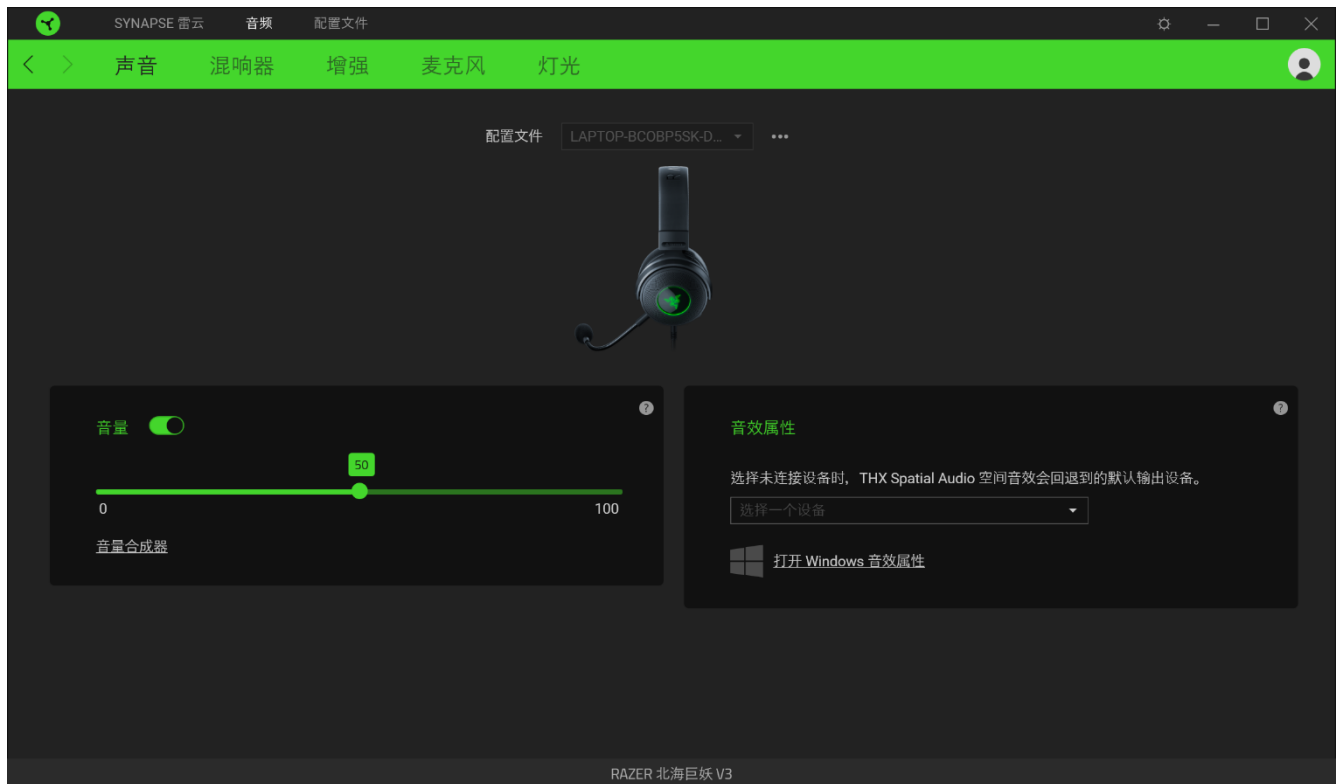 SYNAPSE 雷云 音频 配置文件
声音 混响器 增强 麦克风 灯光
配置文件 LAPTOP-BCOBP5SK-D... •••
音量
?
50
0 100
音量合成器
音效属性
?
选择未连接设备时，THX Spatial Audio 空间音效会回退到的默认输出设备。
选择一个设备
打开 Windows 音效属性
RAZER 北海巨妖 V3